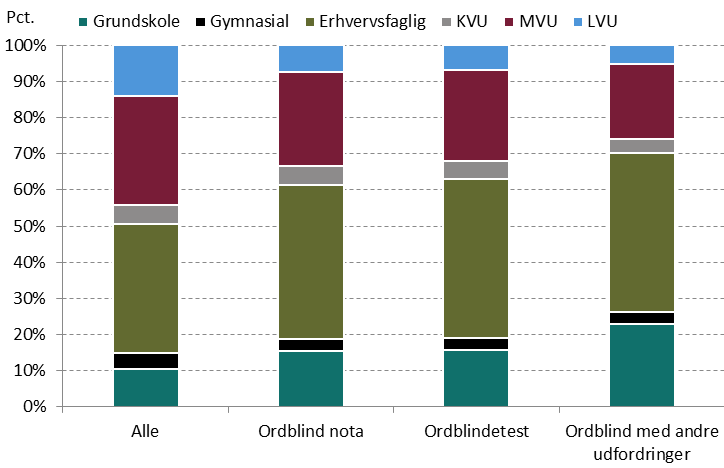 Pct.
Grundskole Gymnasial Erhvervsfaglig KVU MVU LVU
100%
90%
80%
70%
60%
50%
40%
30%
20%
10%
0%
Alle Ordblind nota Ordblindetest Ordblind med andre
udfordringer